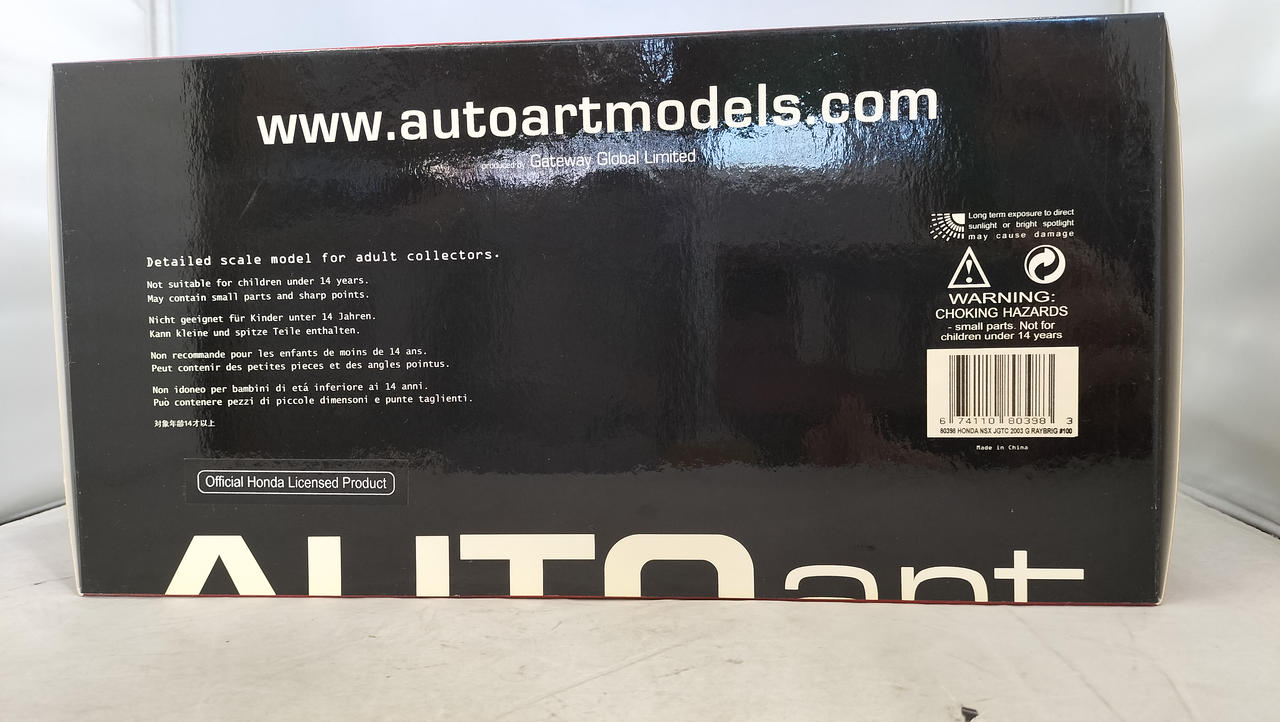 www.autoartmodels.com
produced by Gateway Global Limited
Long term exposure to direct
sunlight or bright spotlight
may cause damage
Detailed scale model for adult collectors.
Not suitable for children under 14 years.
May contain small parts and sharp points.
Nicht geeignet für Kinder unter 14 Jahren.
Kann kleine und spitze Teile enthalten.
Non recommande pour les enfants de moins de 14 ans.
Peut contenir des petites pieces et des angles pointus.
Non idoneo per bambini di etá inferiore ai 14 anni.
Può contenere pezzi di piccole dimensoni e punte taglienti.
対象年齢14才以上
WARNING:
CHOKING HAZARDS
- small parts. Not for
children under 14 years
6 74110 80398 3
80398 HONDA NSX JGTC 2003 G RAYBRIG #100
Made in China
Official Honda Licensed Product
AUTOart